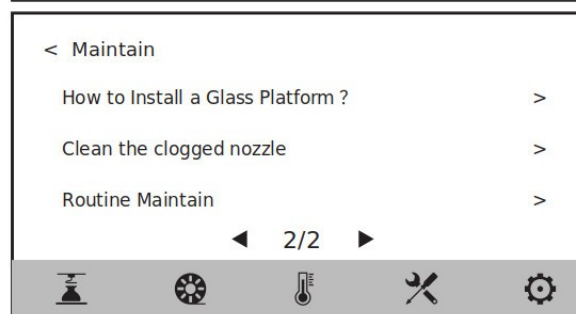 < Maintain
How to Install a Glass Platform ?  >
Clean the clogged nozzle  >
Routine Maintain  >
◀ 2/2 ▶